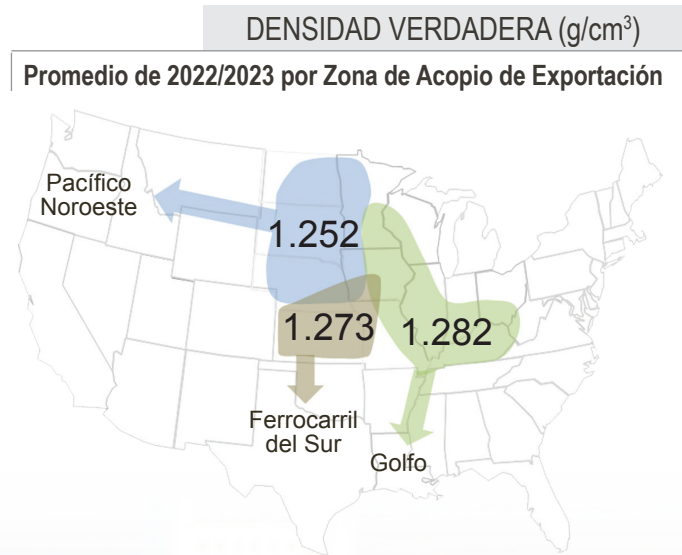 DENSIDAD VERDADERA (g/cm³)
Promedio de 2022/2023 por Zona de Acopio de Exportación
Pacífico
Noroeste
1.252
1.273
1.282
Ferrocarril
del Sur
Golfo